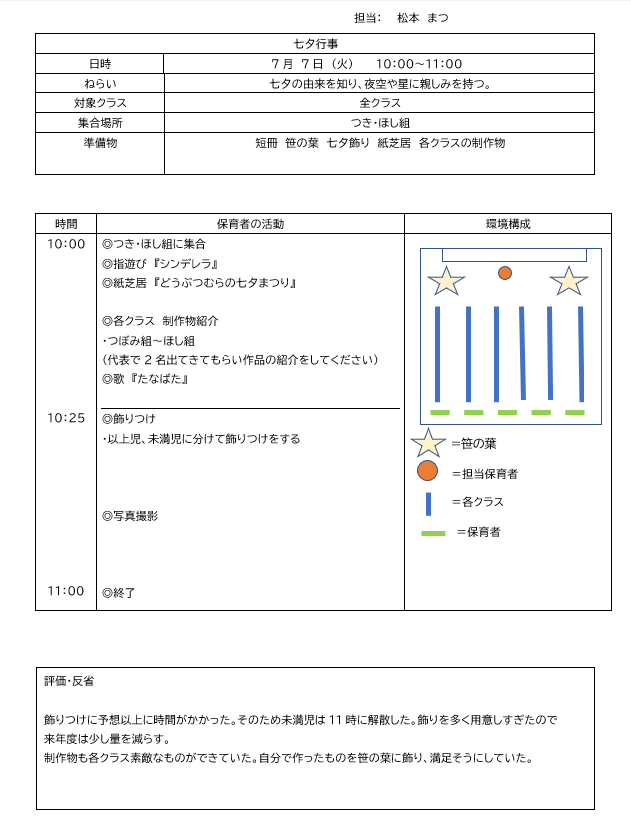 担当： 松本 まつ
七夕行事
日時 ７月 ７日 （火） 10：00～11：00
ねらい 七夕の由来を知り、夜空や星に親しみを持つ。
対象クラス 全クラス
集合場所 つき・ほし組
準備物 短冊 笹の葉 七夕飾り 紙芝居 各クラスの制作物
時間 保育者の活動 環境構成
10：00 ◎つき・ほし組に集合
◎指遊び 『シンデレラ』
◎紙芝居 『どうぶつむらの七夕まつり』
◎各クラス 制作物紹介
・つぼみ組～ほし組
（代表で２名出てきてもらい作品の紹介をしてください）
◎歌 『たなばた』
10：25 ◎飾りつけ
・以上児、未満児に分けて飾りつけをする
◎写真撮影
11：00 ◎終了
＝笹の葉
＝担当保育者
＝各クラス
＝保育者
評価・反省
飾りつけに予想以上に時間がかかった。そのため未満児は 11 時に解散した。飾りを多く用意しすぎたので
来年度は少し量を減らす。
制作物も各クラス素敵なものができていた。自分で作ったものを笹の葉に飾り、満足そうにしていた。